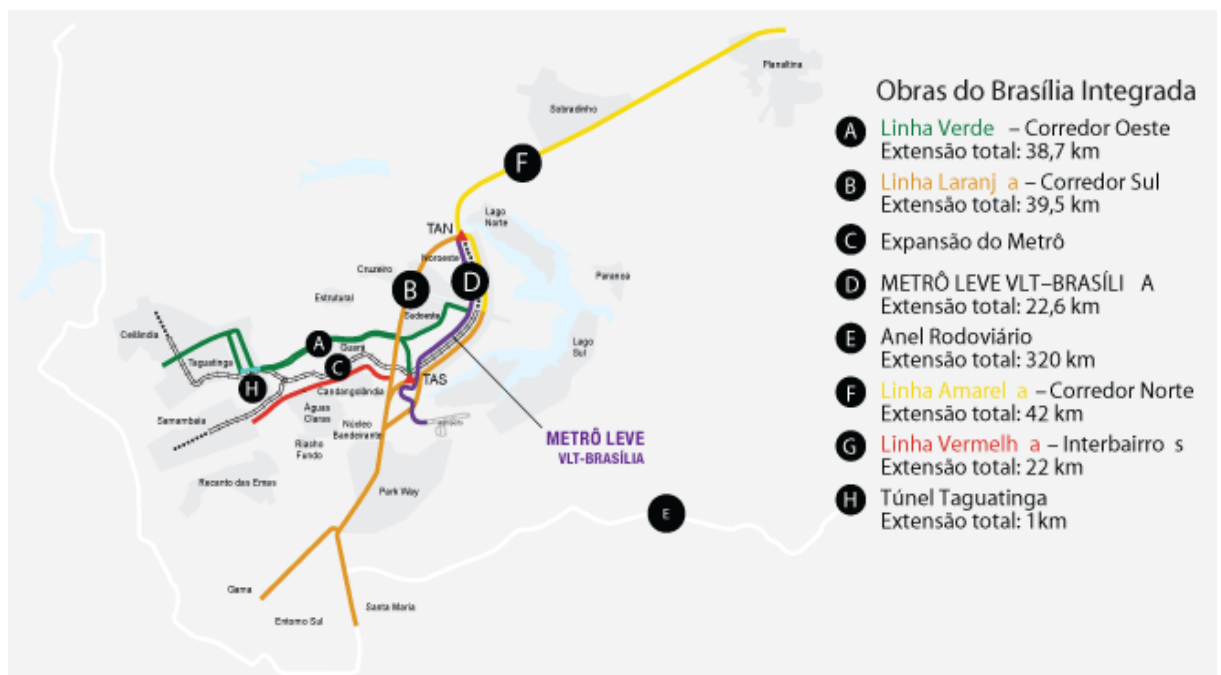 Planaltina
Sobradinho
F
Lago
Norte
TAN
Noroeste
Cruzeiro
Paranoá
B
D
Estrutural
Sudoeste
Ceilândia
A
Guará
Lago
Sul
Taguatinga
C
TAS
H
Candangolândia
Samambaia
Águas
Claras
Núcleo
Bandeirante
METRÔ LEVE
VLT-BRASÍLIA
Riacho
Fundo
Recanto das Emas
Park Way
E
Gama
Santa Maria
Entorno Sul
Obras do Brasília Integrada
A Linha Verde – Corredor Oeste
Extensão total: 38,7 km
B Linha Laranj a – Corredor Sul
Extensão total: 39,5 km
C Expansão do Metrô
D METRÔ LEVE VLT–BRASÍLI A
Extensão total: 22,6 km
E Anel Rodoviário
Extensão total: 320 km
F Linha Amarel a – Corredor Norte
Extensão total: 42 km
G Linha Vermelh a – Interbairro s
Extensão total: 22 km
H Túnel Taguatinga
Extensão total: 1km